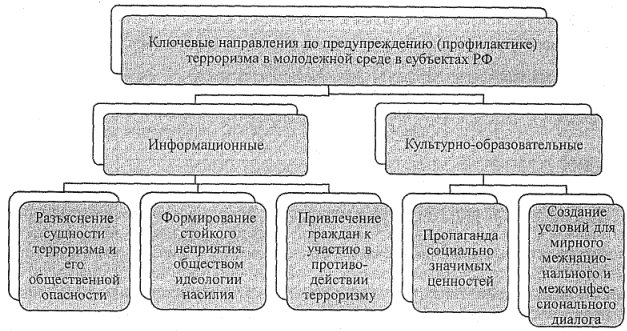 Ключевые направления по предупреждению (профилактике)
терроризма в молодежной среде в субъектах РФ
Информационные
Культурно-образовательные
Разъяснение
сущности
терроризма и
его
общественной
опасности
Формирование
стойкого
неприятия
обществом
идеологии
насилия
Привлечение
граждан к
участию в
противо-
действии
терроризму
Пропаганда
социально
значимых
ценностей
Создание
условий для
мирного
межнацио-
нального и
межконфес-
сионального
диалога